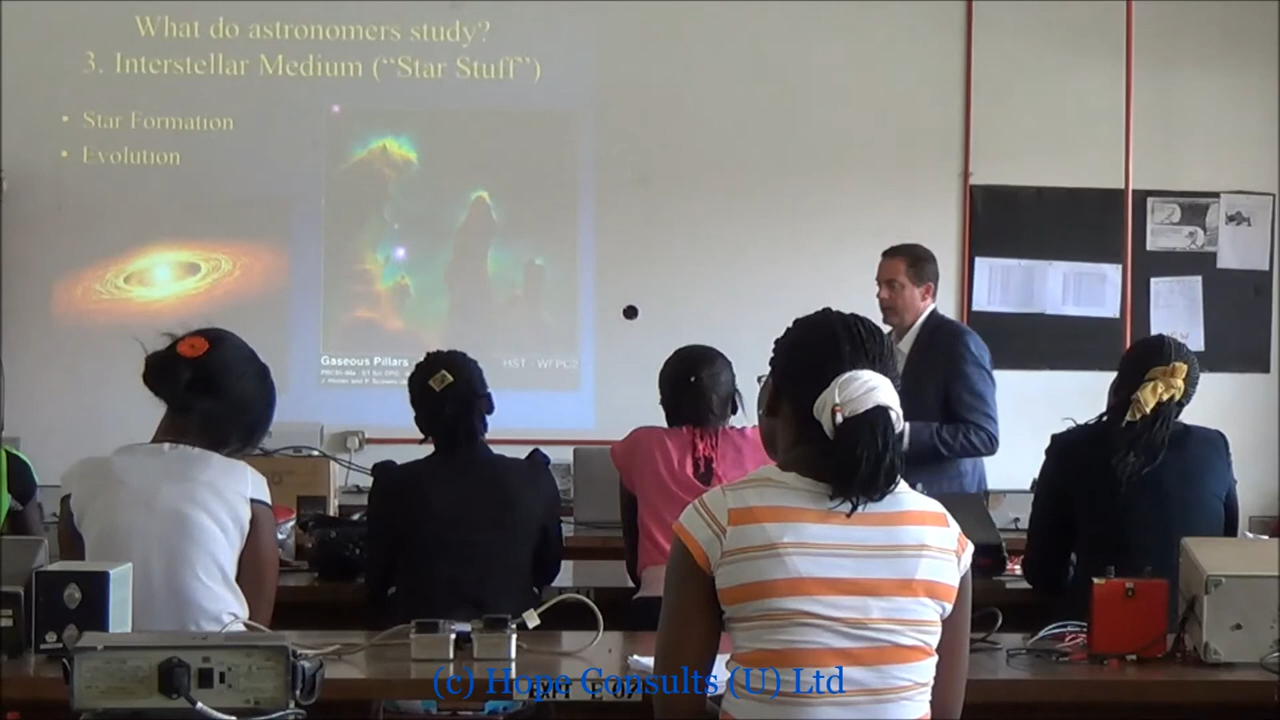 What do astronomers study?
3. Interstellar Medium (“Star Stuff”)
• Star Formation
• Evolution
Gaseous Pillars
HST · WFPC2
(c) Hope Consults (U) Ltd